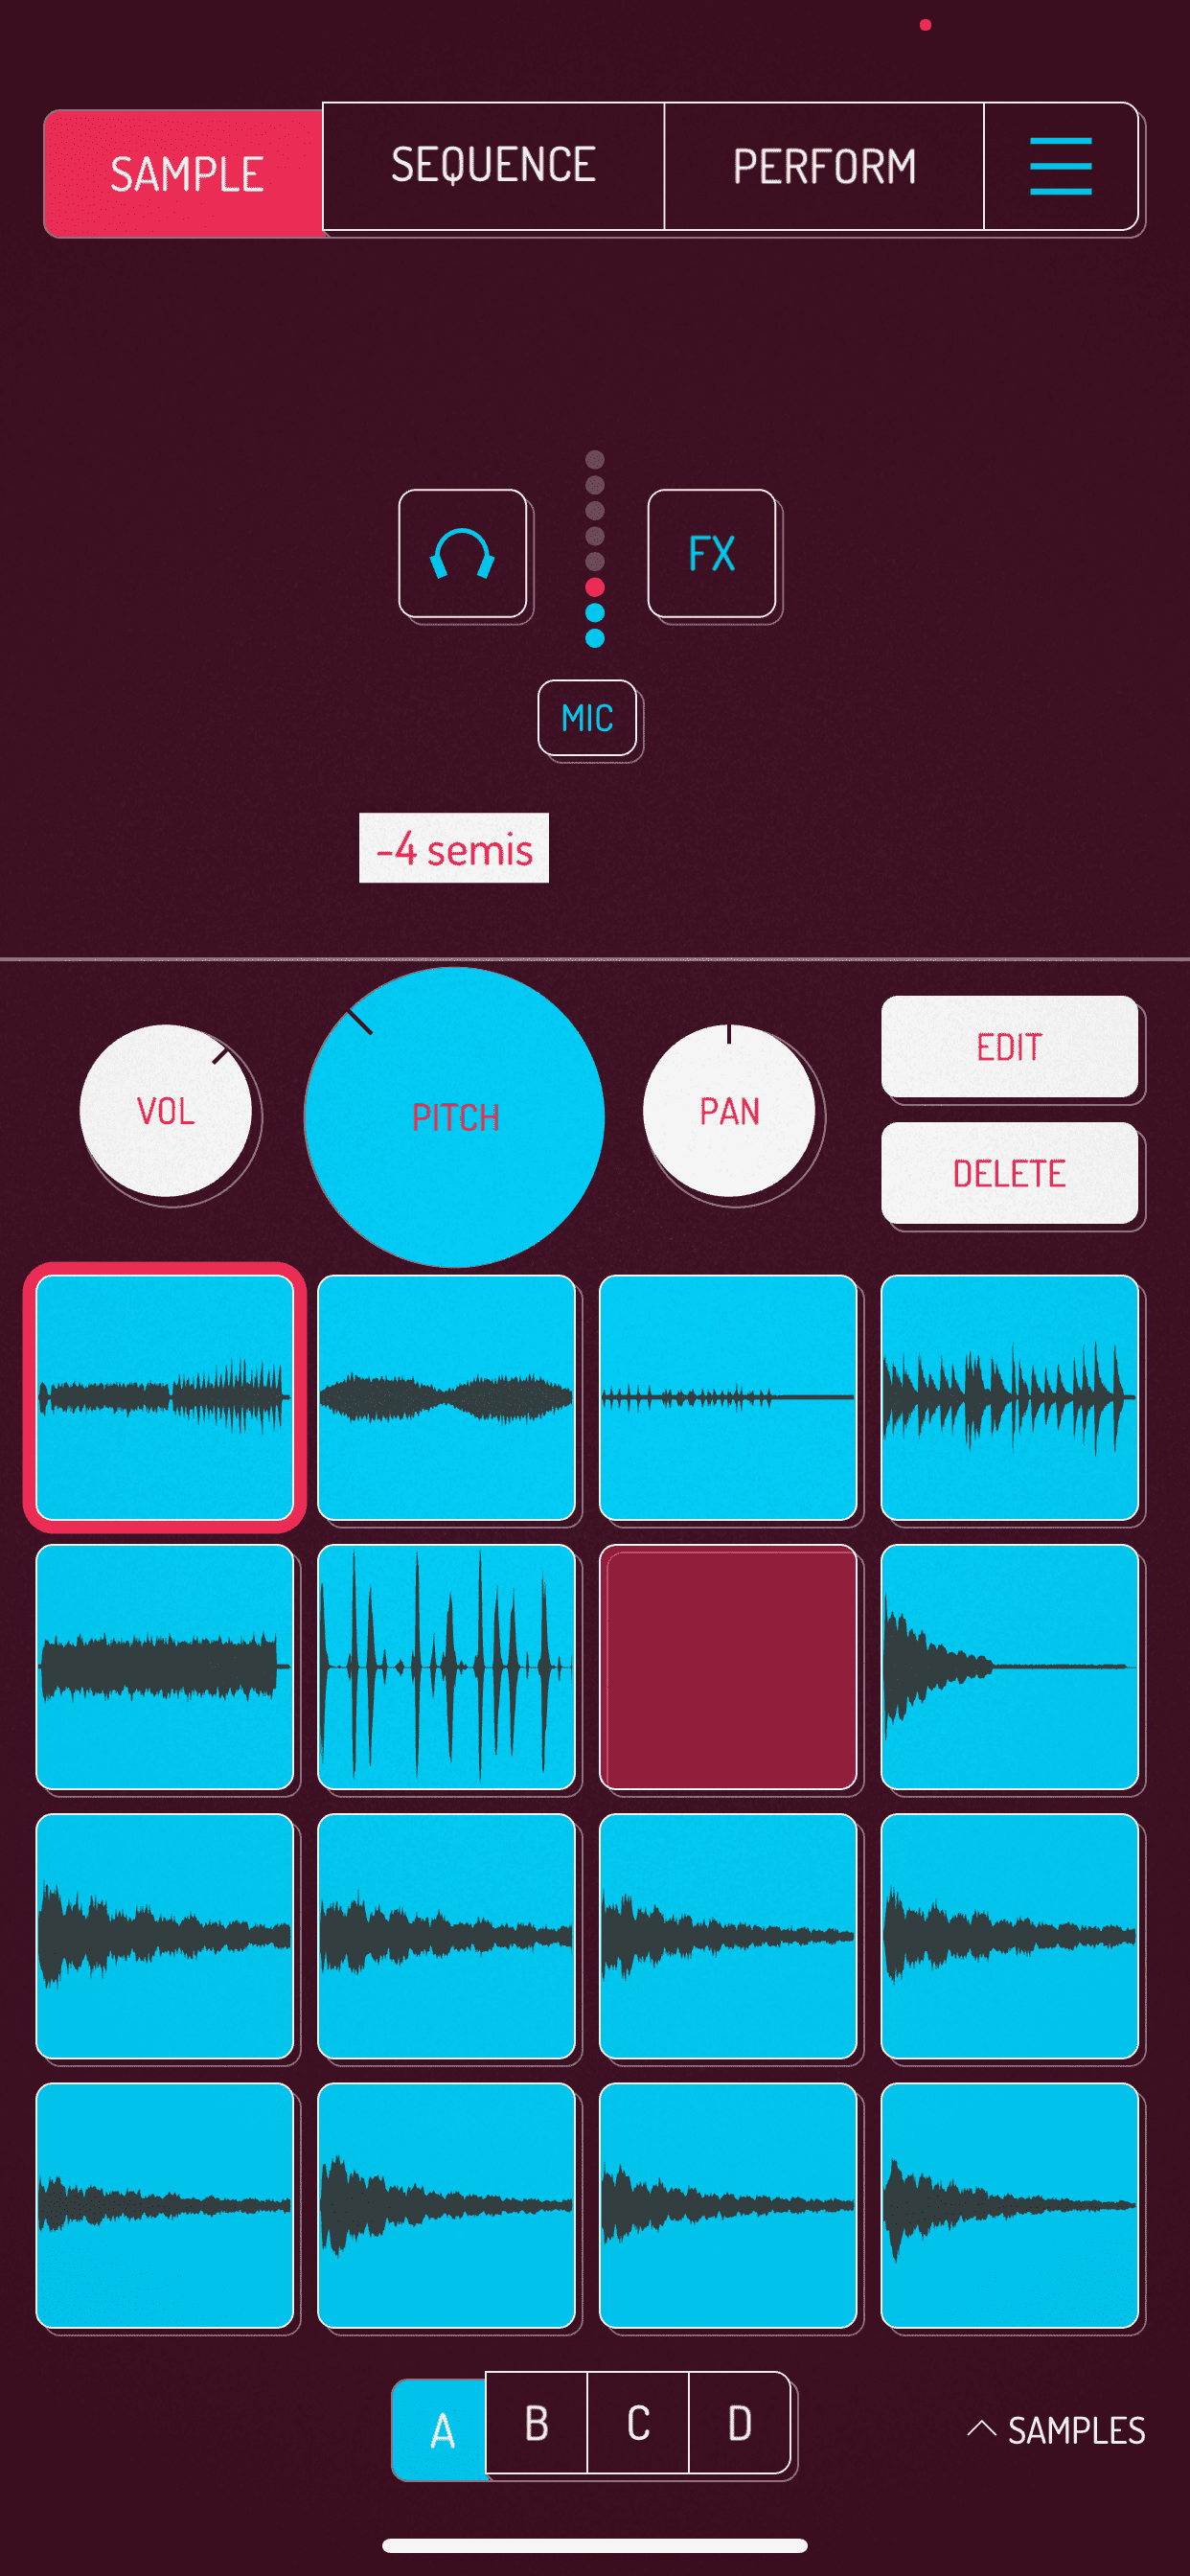 SAMPLE SEQUENCE PERFORM
FX
MIC
-4 semis
VOL PITCH PAN
EDIT
DELETE
A B C D
SAMPLES